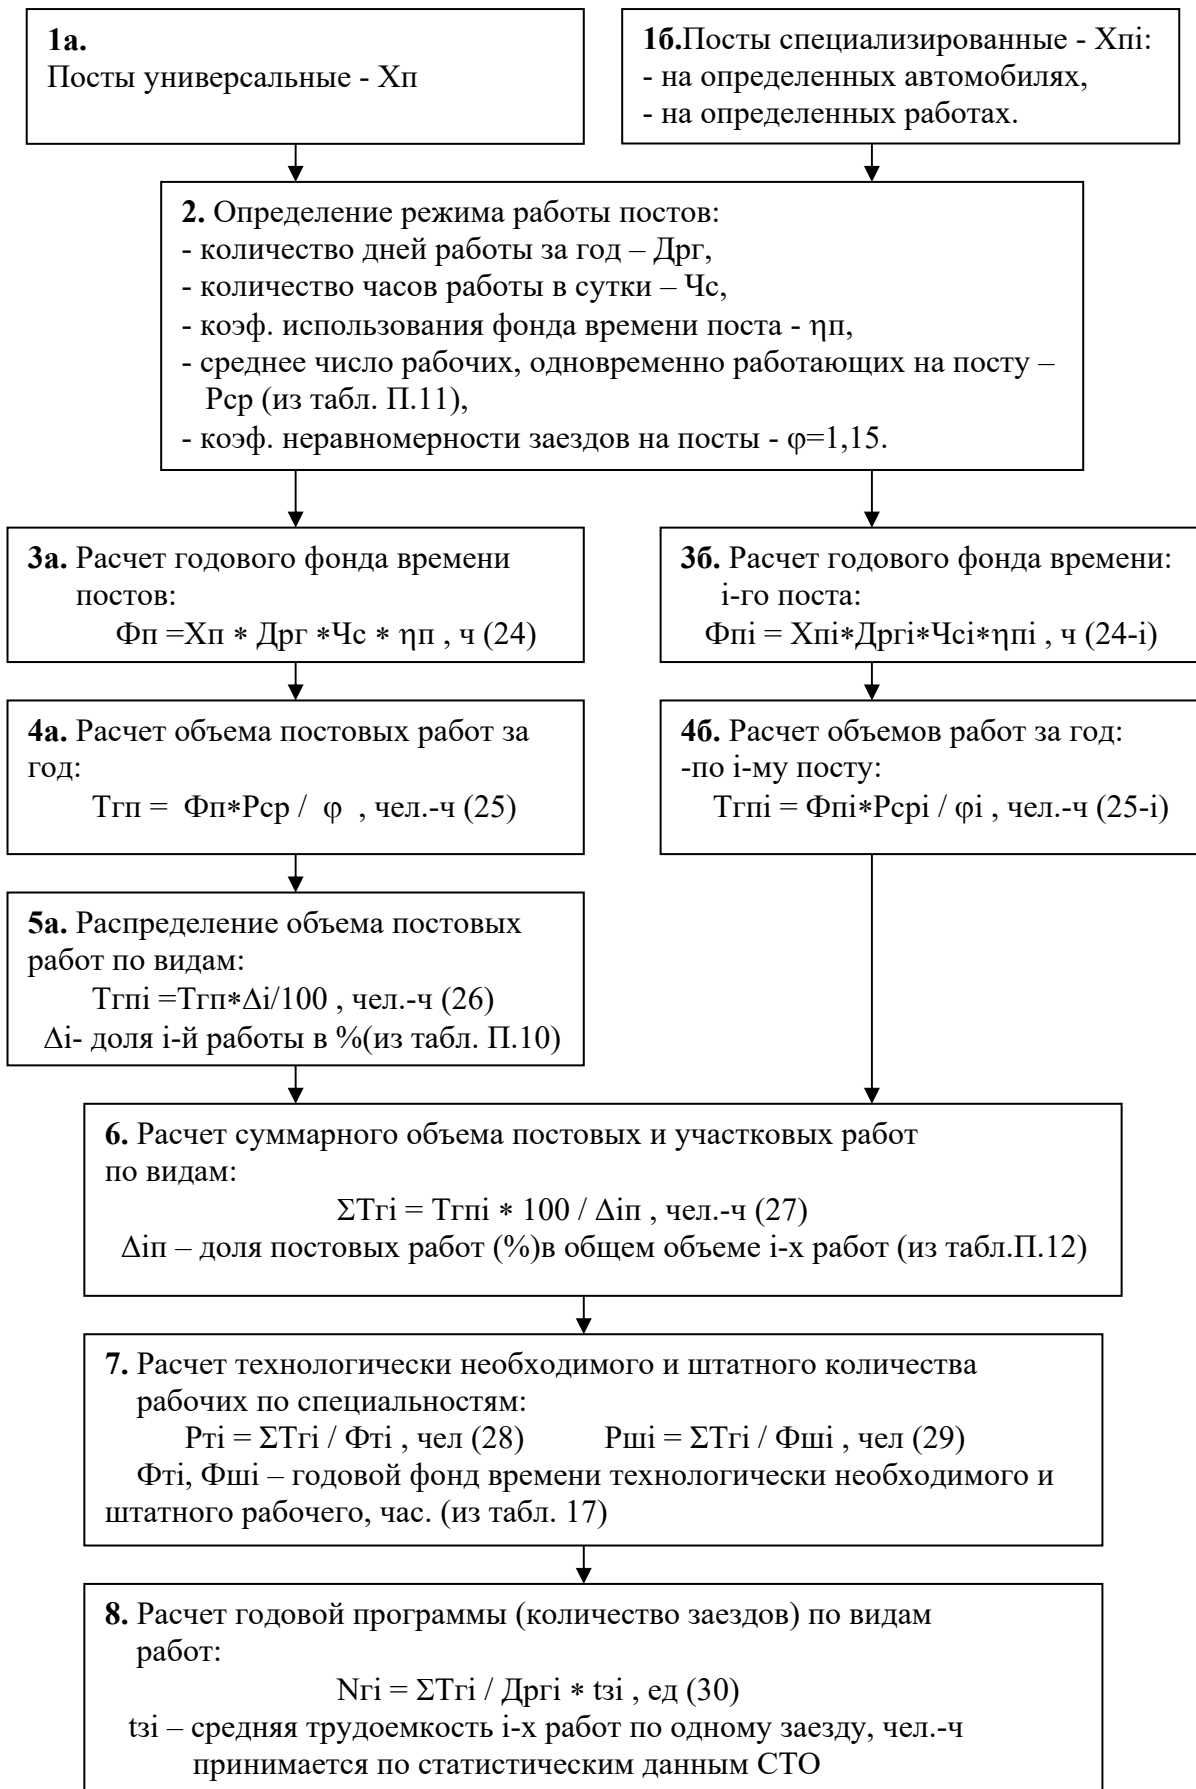 1а.
Посты универсальные - Хп
1б.Посты специализированные - Хпi:
- на определенных автомобилях,
- на определенных работах.
2. Определение режима работы постов:
- количество дней работы за год – Дрг,
- количество часов работы в сутки – Чс,
- коэф. использования фонда времени поста - ηп,
- среднее число рабочих, одновременно работающих на посту –
Рср (из табл. П.11),
- коэф. неравномерности заездов на посты - φ=1,15.
3а. Расчет годового фонда времени
постов:
Фп =Хп * Дрг *Чс * ηп , ч (24)
3б. Расчет годового фонда времени:
i-го поста:
Фпi = Хпi*Дргi*Чсi*ηпi , ч (24-i)
4а. Расчет объема постовых работ за
год:
Тгп = Фп*Рср / φ , чел.-ч (25)
4б. Расчет объемов работ за год:
-по i-му посту:
Тгпi = Фпi*Рсрi / φi , чел.-ч (25-i)
5а. Распределение объема постовых
работ по видам:
Тгпi =Тгп*Δi/100 , чел.-ч (26)
Δi- доля i-й работы в %(из табл. П.10)
6. Расчет суммарного объема постовых и участковых работ
по видам:
ΣТгi = Тгпi * 100 / Δiп , чел.-ч (27)
Δiп – доля постовых работ (%)в общем объеме i-х работ (из табл.П.12)
7. Расчет технологически необходимого и штатного количества
рабочих по специальностям:
Ртi = ΣТгi / Фтi , чел (28) Ршi = ΣТгi / Фшi , чел (29)
Фтi, Фшi – годовой фонд времени технологически необходимого и
штатного рабочего, час. (из табл. 17)
8. Расчет годовой программы (количество заездов) по видам
работ:
Nгi = ΣТгi / Дргi * tзi , ед (30)
tзi – средняя трудоемкость i-х работ по одному заезду, чел.-ч
принимается по статистическим данным СТО